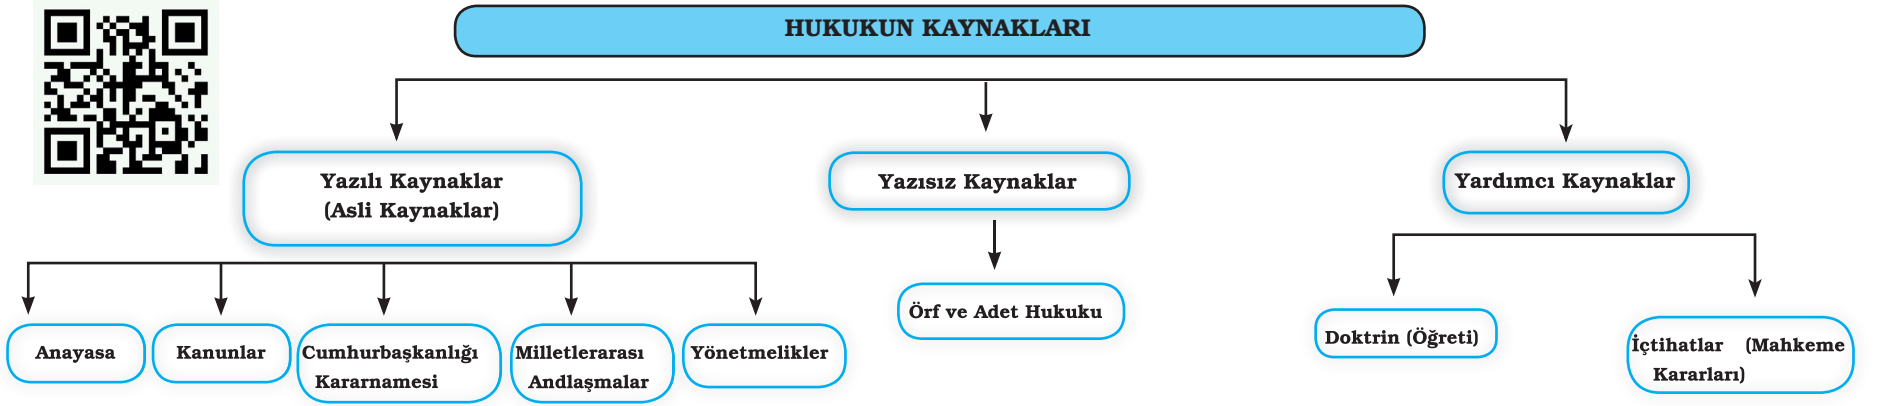 HUKUKUN KAYNAKLARI
Yazılı Kaynaklar
(Asli Kaynaklar)
Yazısız Kaynaklar
Yardımcı Kaynaklar
Anayasa
Kanunlar
Cumhurbaşkanlığı
Kararnamesi
Milletlerarası
Andlaşmalar
Yönetmelikler
Örf ve Adet Hukuku
Doktrin (Öğreti)
İçtihatlar (Mahkeme
Kararları)